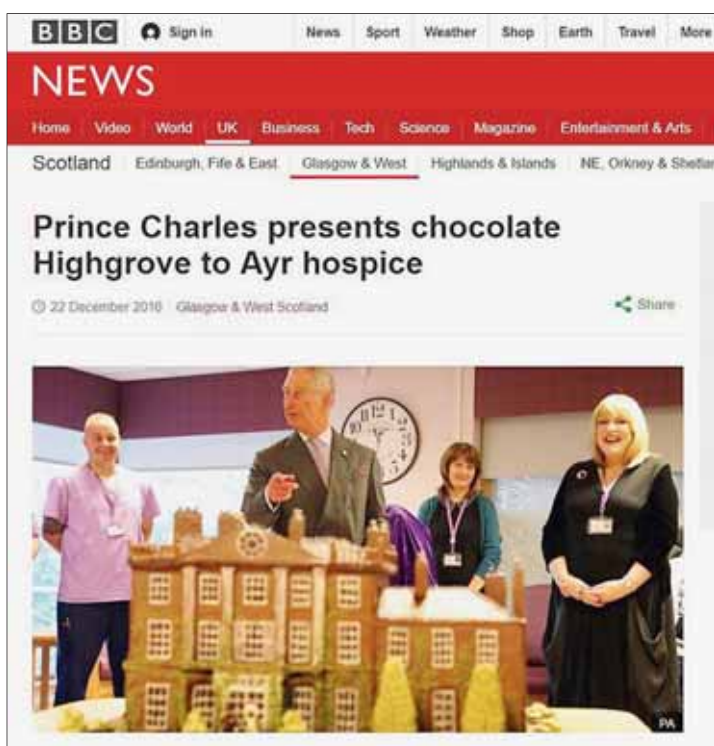 BBC Sign in News Sport Weather Shop Earth Travel More
NEWS
Home Video World UK Business Tech Science Magazine Entertainment & Arts
Scotland Edinburgh, Fife & East Glasgow & West Highlands & Islands NE, Orkney & Shetlan
Prince Charles presents chocolate
Highgrove to Ayr hospice
22 December 2016 Glasgow & West Scotland Share
PA